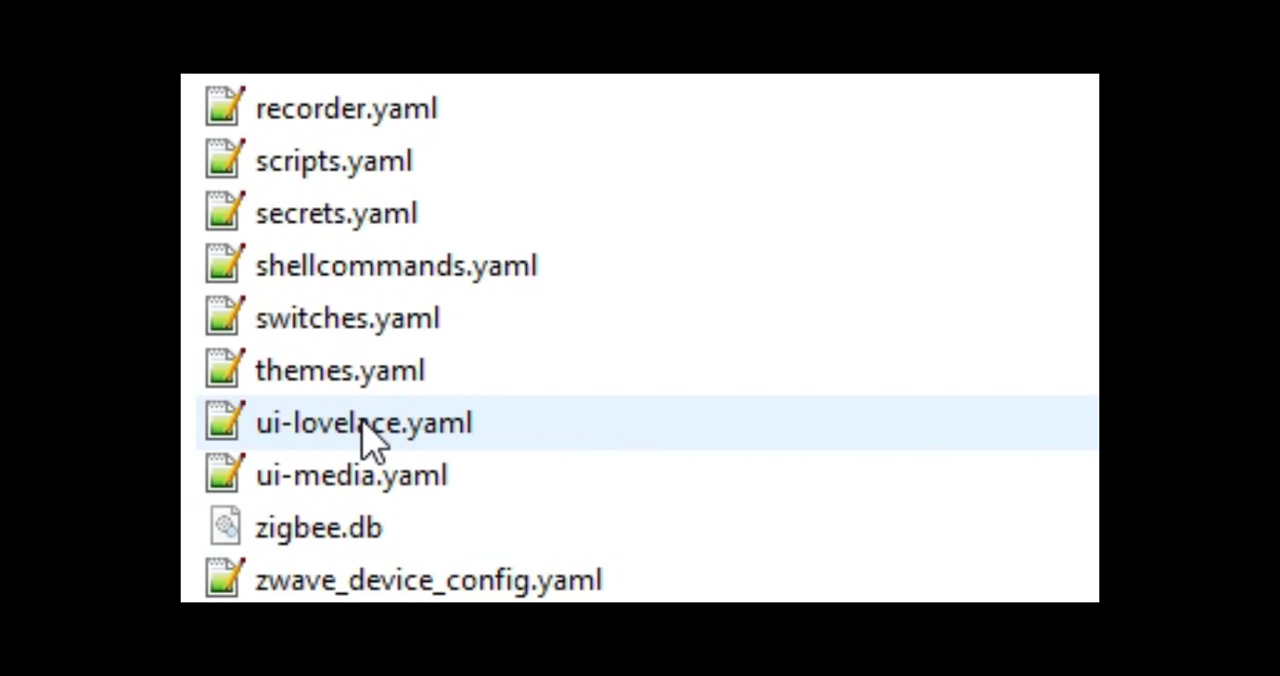 recorder.yaml
scripts.yaml
secrets.yaml
shellcommands.yaml
switches.yaml
themes.yaml
ui-lovelace.yaml
ui-media.yaml
zigbee.db
zwave_device_config.yaml